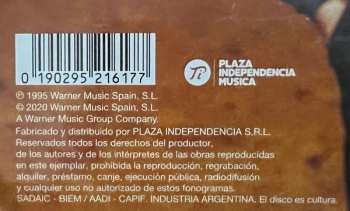 0 190295 216177
PLAZA
INDEPENDENCIA
MUSICA
℗ 1995 Warner Music Spain, S.L.
© 2020 Warner Music Spain, S.L.
A Warner Music Group Company.
Fabricado y distribuido por PLAZA INDEPENDENCIA S.R.L.
Reservados todos los derechos del productor,
de los autores y de los intérpretes de las obras reproducidas
en este ejemplar, prohibida la reproducción, regrabación,
alquiler, préstamo, canje, ejecución pública, radiodifusión
y cualquier uso no autorizado de estos fonogramas.
SADAIC - BIEM / AADI - CAPIF. INDUSTRIA ARGENTINA. El disco es cultura.